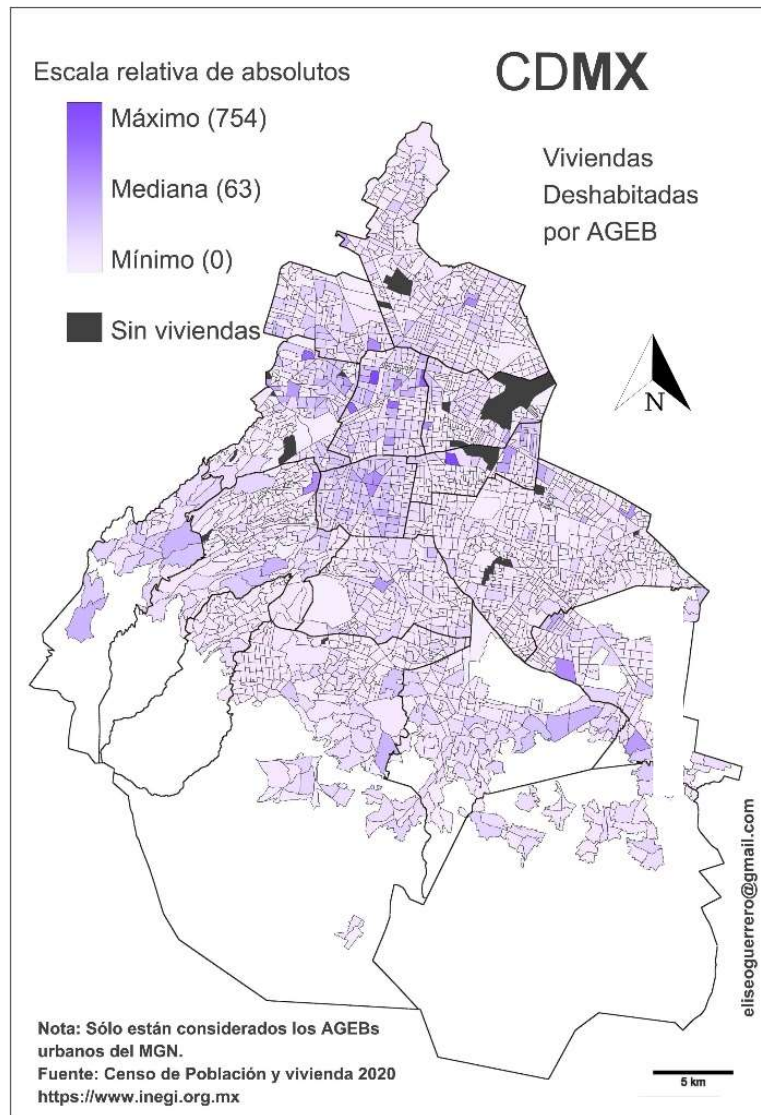 Escala relativa de absolutos
Máximo (754)
Mediana (63)
Mínimo (0)
Sin viviendas
CDMX
Viviendas
Deshabitadas
por AGEB
N
eliseoguerrero@gmail.com
Nota: Sólo están considerados los AGEBs
urbanos del MGN.
Fuente: Censo de Población y vivienda 2020
https://www.inegi.org.mx
5 km